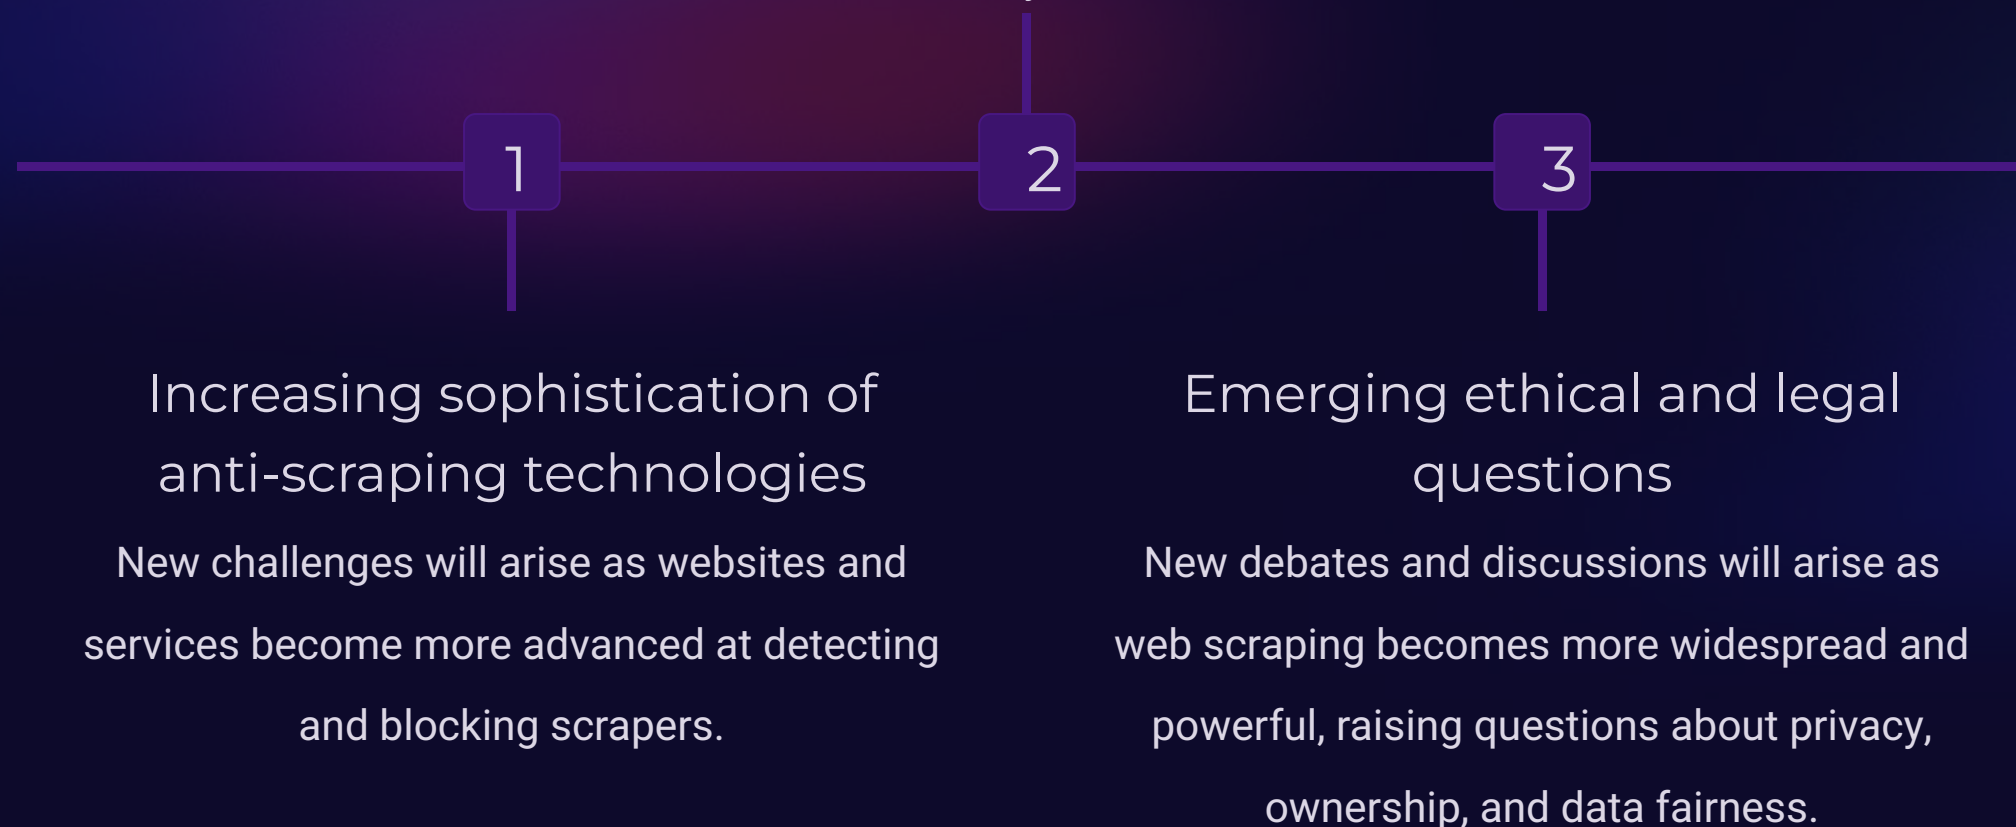 1
2
3
Increasing sophistication of
anti-scraping technologies
New challenges will arise as websites and
services become more advanced at detecting
and blocking scrapers.
Emerging ethical and legal
questions
New debates and discussions will arise as
web scraping becomes more widespread and
powerful, raising questions about privacy,
ownership, and data fairness.